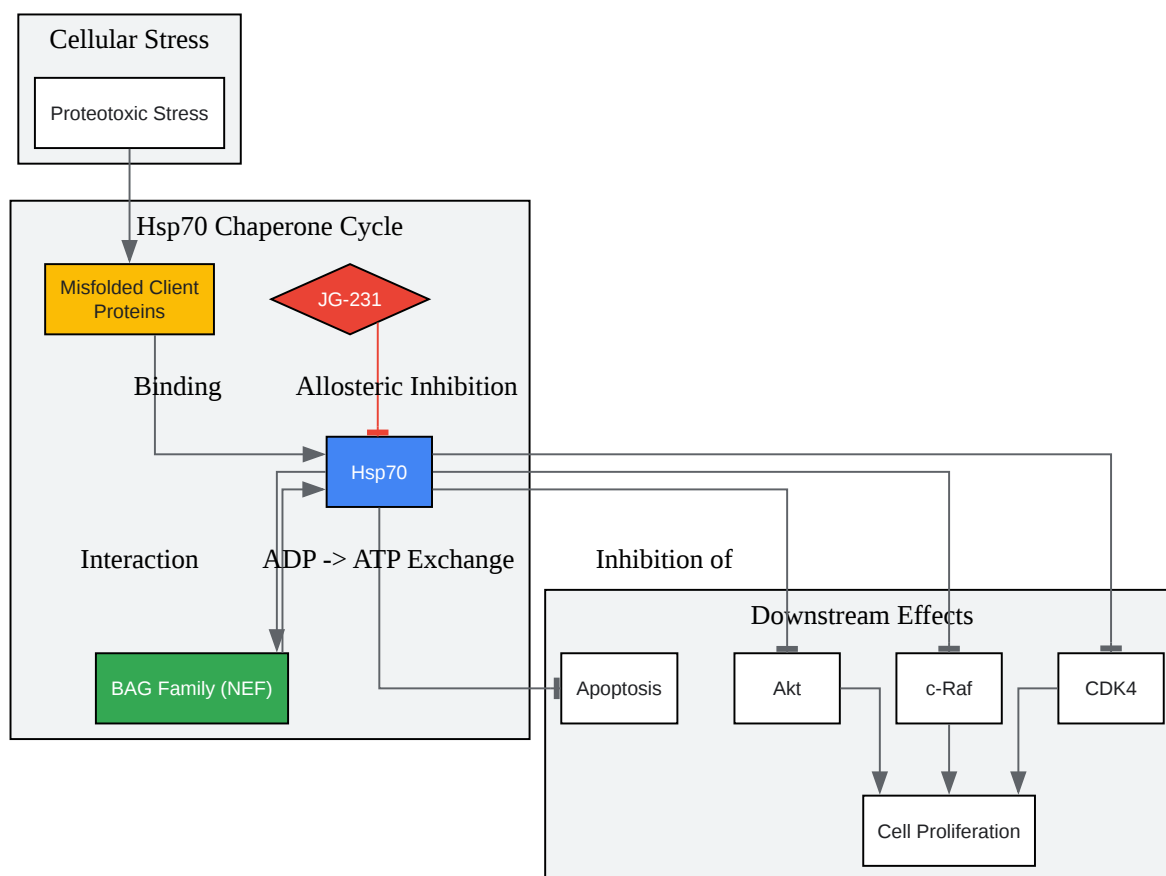 Cellular Stress
Proteotoxic Stress
Hsp70 Chaperone Cycle
Misfolded Client
Proteins
JG-231
Binding
Allosteric Inhibition
Hsp70
Interaction
ADP -> ATP Exchange
Inhibition of
Downstream Effects
BAG Family (NEF)
Apoptosis
Akt
c-Raf
CDK4
Cell Proliferation